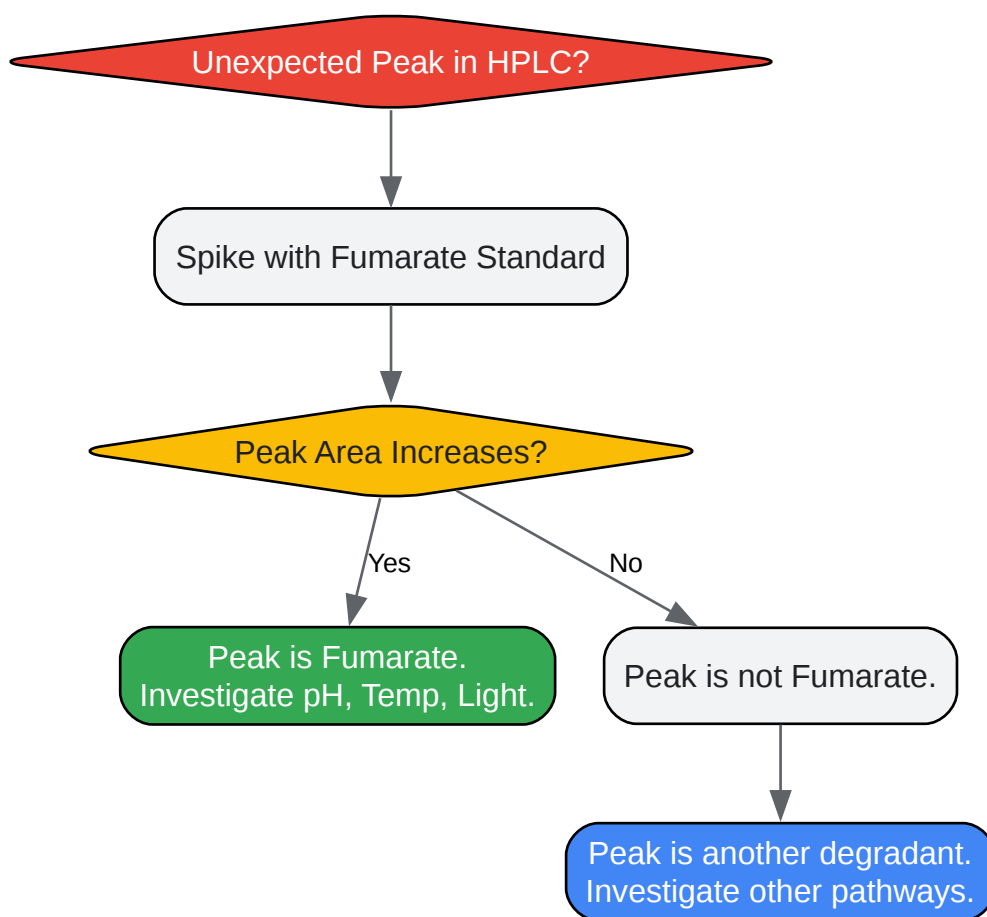 Unexpected Peak in HPLC?
Spike with Fumarate Standard
Peak Area Increases?
Yes
No
Peak is Fumarate.
Investigate pH, Temp, Light.
Peak is not Fumarate.
Peak is another degradant.
Investigate other pathways.